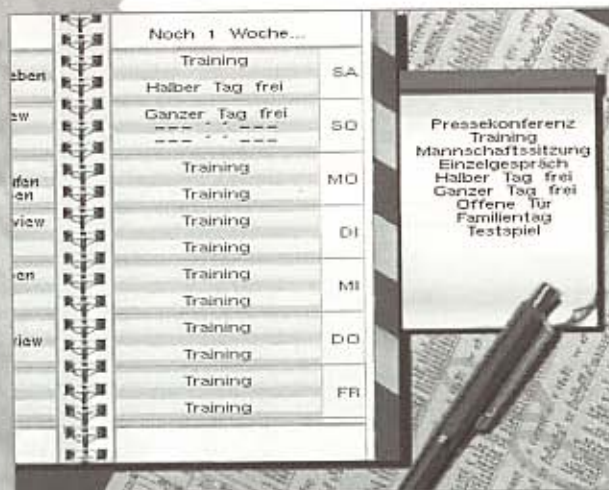 Noch 1 Woche...
Training
SA
Halber Tag frei
Ganzer Tag frei
SO
--- ' ' ---
--- ' ' ---
Training
MO
Training
Training
DI
Training
Training
MI
Training
Training
DO
Training
Training
FR
Training
eben
ew
ufen
en
view
en
view
Pressekonferenz
Training
Mannschaftssitzung
Einzelgespräch
Halber Tag frei
Ganzer Tag frei
Offene Tür
Familientag
Testspiel